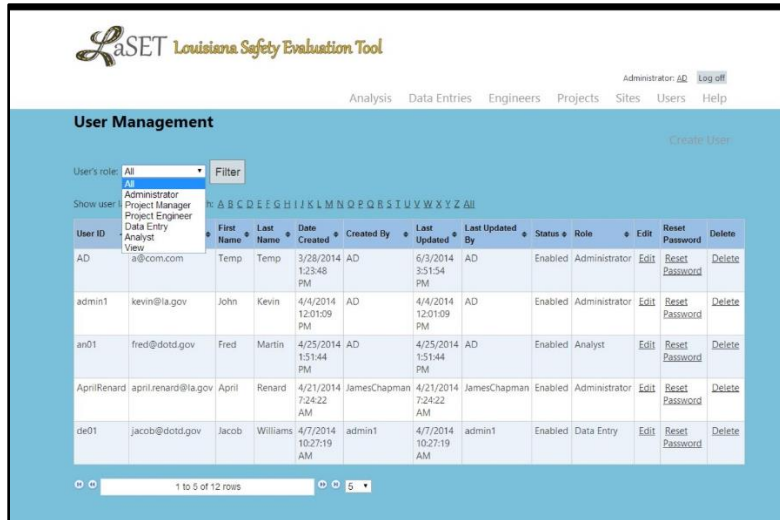 LaSET Louisiana Safety Evaluation Tool
Administrator: AD Log off
Analysis Data Entries Engineers Projects Sites Users Help
User Management
Create User
User's role: All Filter
All
Administrator
Project Manager
Project Engineer
Data Entry
Analyst
View
Show user l h: A B C D E F G H I J K L M N O P Q R S T U V W X Y Z All
User ID First Name Last Name Date Created Created By Last Updated Last Updated By Status Role Edit Reset Password Delete
AD a@com.com Temp Temp 3/28/2014 1:23:48 PM AD 6/3/2014 3:51:54 PM AD Enabled Administrator Edit Reset Password Delete
admin1 kevin@la.gov John Kevin 4/4/2014 12:01:09 PM AD 4/4/2014 12:01:09 PM AD Enabled Administrator Edit Reset Password Delete
an01 fred@dotd.gov Fred Martin 4/25/2014 1:51:44 PM AD 4/25/2014 1:51:44 PM AD Enabled Analyst Edit Reset Password Delete
AprilRenard april.renard@la.gov April Renard 4/21/2014 7:24:22 AM JamesChapman 4/21/2014 7:24:22 AM JamesChapman Enabled Administrator Edit Reset Password Delete
de01 jacob@dotd.gov Jacob Williams 4/7/2014 10:27:19 AM admin1 4/7/2014 10:27:19 AM admin1 Enabled Data Entry Edit Reset Password Delete
1 to 5 of 12 rows 5